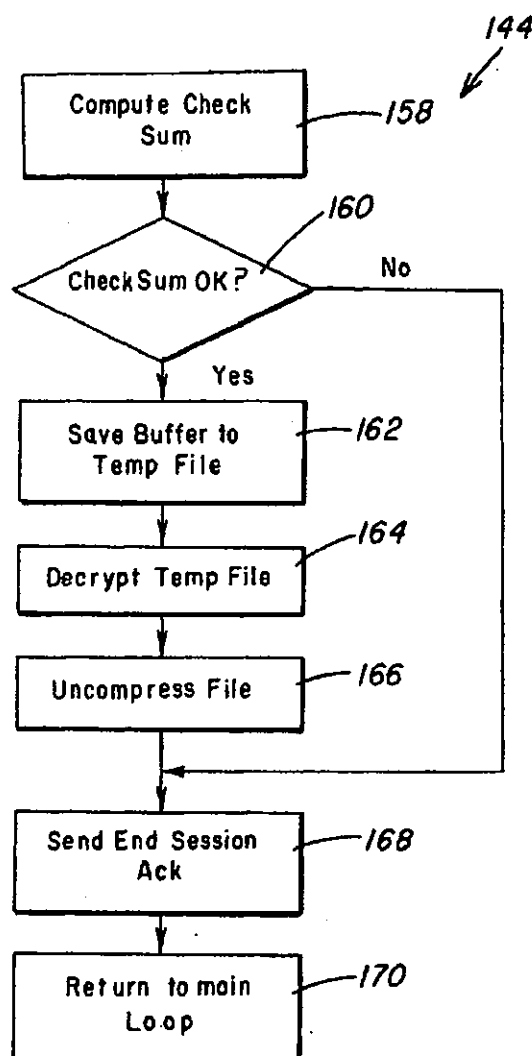 144
Compute Check
Sum
158
160
CheckSum OK?
No
Yes
Save Buffer to
Temp File
162
164
Decrypt Temp File
Uncompress File
166
Send End Session
Ack
168
Return to main
Loop
170